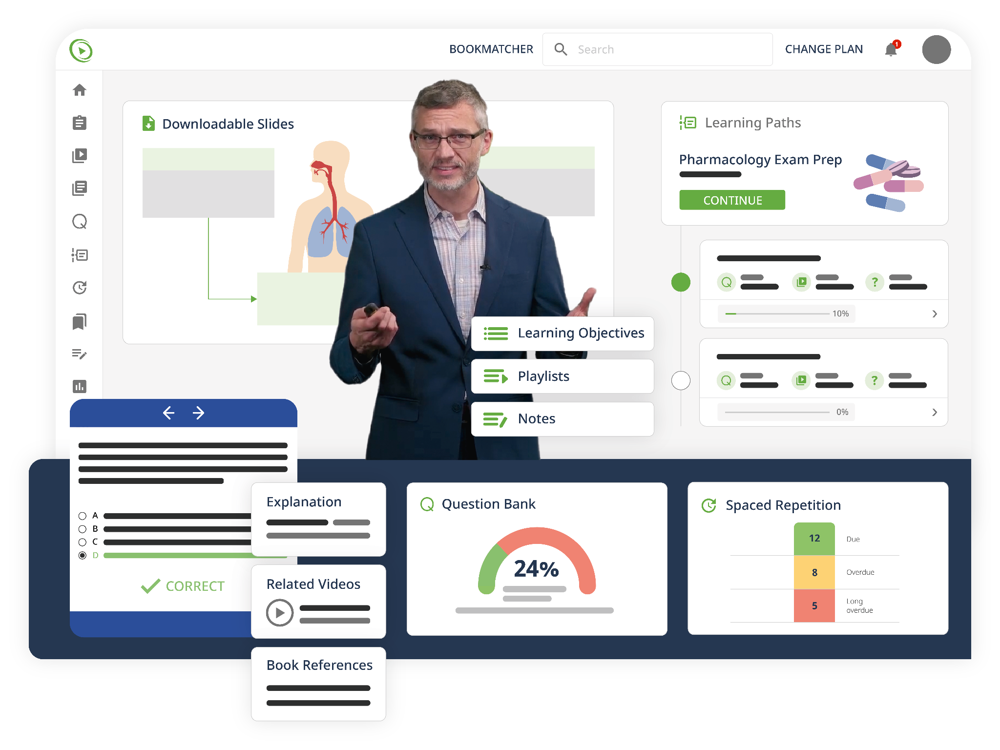 BOOKMATCHER
Search
CHANGE PLAN
1
Downloadable Slides
Learning Paths
Pharmacology Exam Prep
CONTINUE
10%
0%
Learning Objectives
Playlists
Notes
A
B
C
D
CORRECT
Explanation
Related Videos
Book References
Question Bank
24%
Spaced Repetition
12 Due
8 Overdue
5 Long
overdue